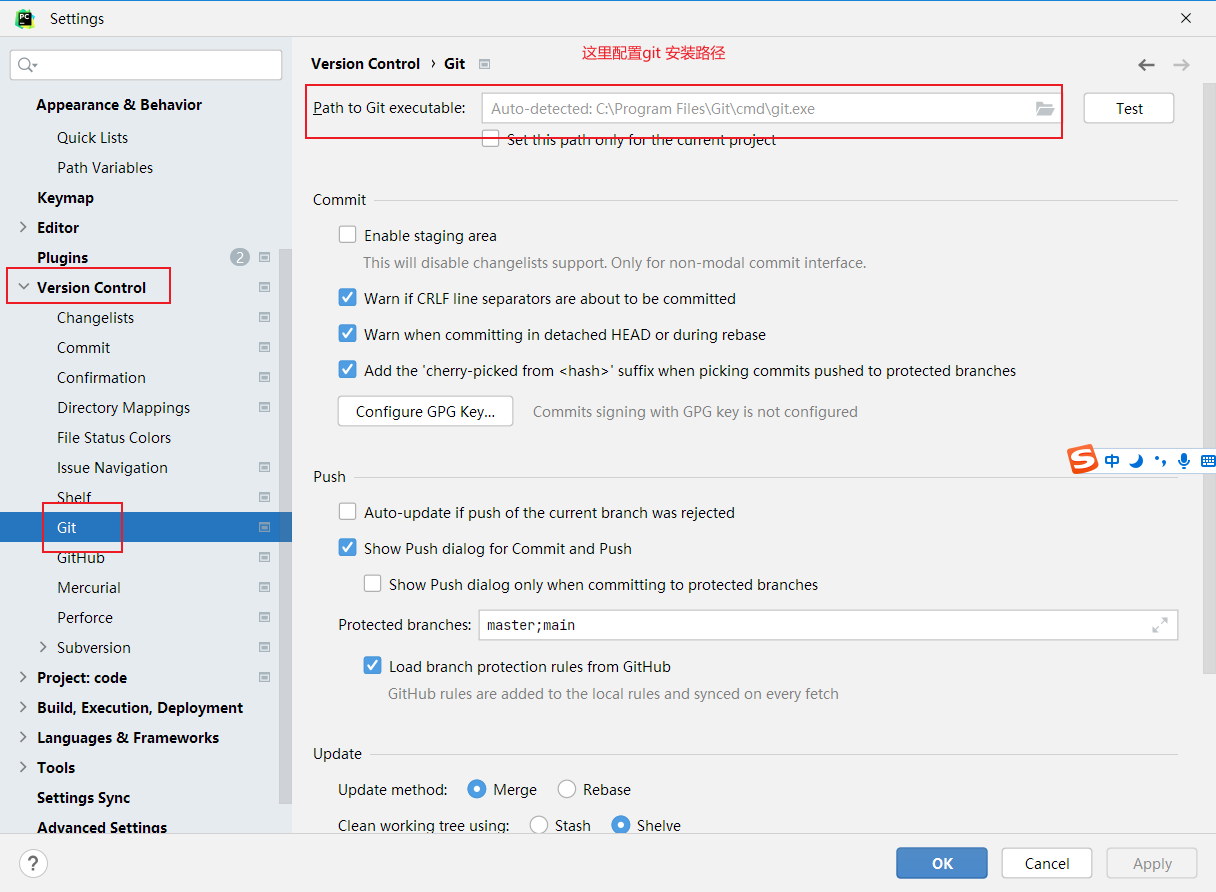 Settings
Appearance & Behavior
Quick Lists
Path Variables
Keymap
Editor
Plugins 2
Version Control
Changelists
Commit
Confirmation
Directory Mappings
File Status Colors
Issue Navigation
Shelf
Git
GitHub
Mercurial
Perforce
Subversion
Project: code
Build, Execution, Deployment
Languages & Frameworks
Tools
Settings Sync
Advanced Settings
?
这里配置git 安装路径
Version Control › Git
Path to Git executable: Auto-detected: C:\Program Files\Git\cmd\git.exe Test
Set this path only for the current project
Commit
Enable staging area
This will disable changelists support. Only for non-modal commit interface.
Warn if CRLF line separators are about to be committed
Warn when committing in detached HEAD or during rebase
Add the 'cherry-picked from <hash>' suffix when picking commits pushed to protected branches
Configure GPG Key... Commits signing with GPG key is not configured
S 中
Push
Auto-update if push of the current branch was rejected
Show Push dialog for Commit and Push
Show Push dialog only when committing to protected branches
Protected branches: master;main
Load branch protection rules from GitHub
GitHub rules are added to the local rules and synced on every fetch
Update
Update method: Merge Rebase
Clean working tree using: Stash Shelve
OK Cancel Apply